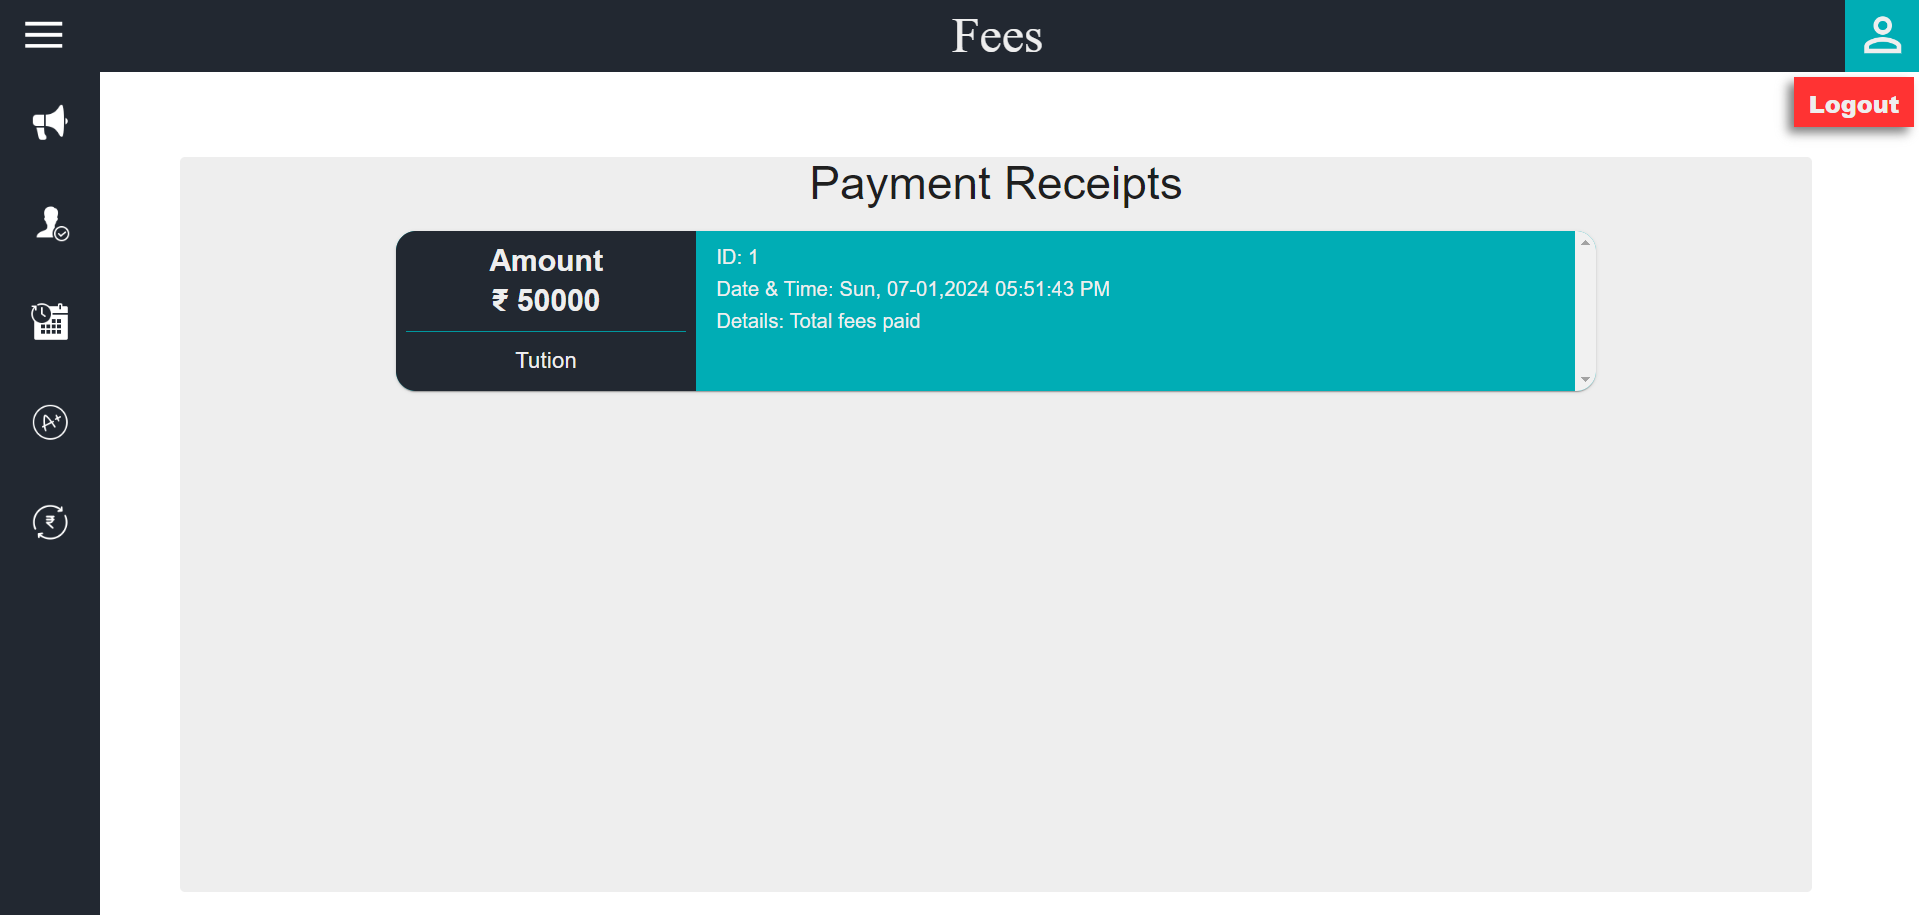 Fees
Logout
Payment Receipts
Amount
₹ 50000
Tution
ID: 1
Date & Time: Sun, 07-01,2024 05:51:43 PM
Details: Total fees paid
A+
₹